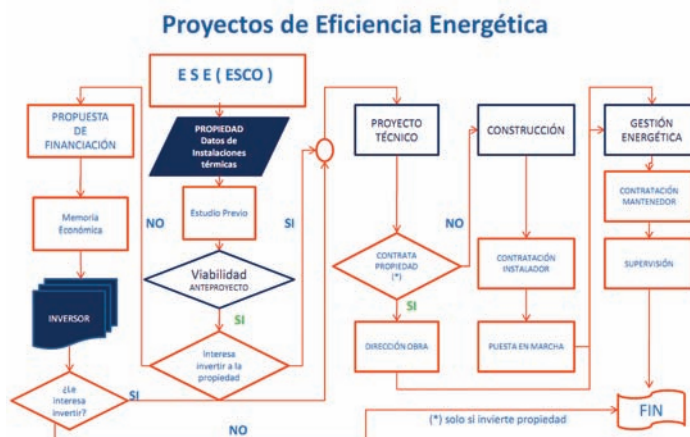 Proyectos de Eficiencia Energética
E S E ( ESCO )
PROPUESTA
DE
FINANCIACIÓN
Memoria
Económica
INVERSOR
¿Le
interesa
invertir?
SI
NO
PROPIEDAD
Datos de
Instalaciones
térmicas
Estudio Previo
Viabilidad
ANTEPROYECTO
SI
Interesa
invertir a la
propiedad
NO
SI
PROYECTO
TÉCNICO
CONTRATA
PROPIEDAD
(*)
NO
SI
DIRECCIÓN OBRA
CONSTRUCCIÓN
CONTRATACIÓN
INSTALADOR
PUESTA EN MARCHA
GESTIÓN
ENERGÉTICA
CONTRATACIÓN
MANTENEDOR
SUPERVISIÓN
FIN
(*) solo si invierte propiedad